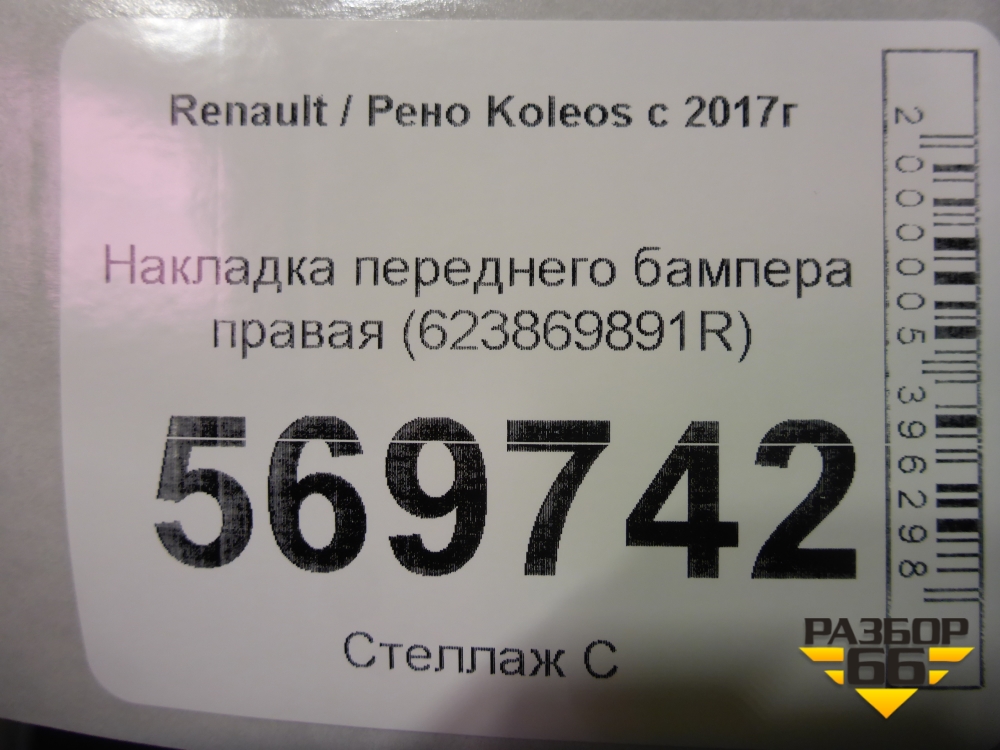 Renault / Рено Koleos с 2017г
Накладка переднего бампера
правая (623869891R)
569742
Стеллаж С
2000005396298
РАЗБОР
66